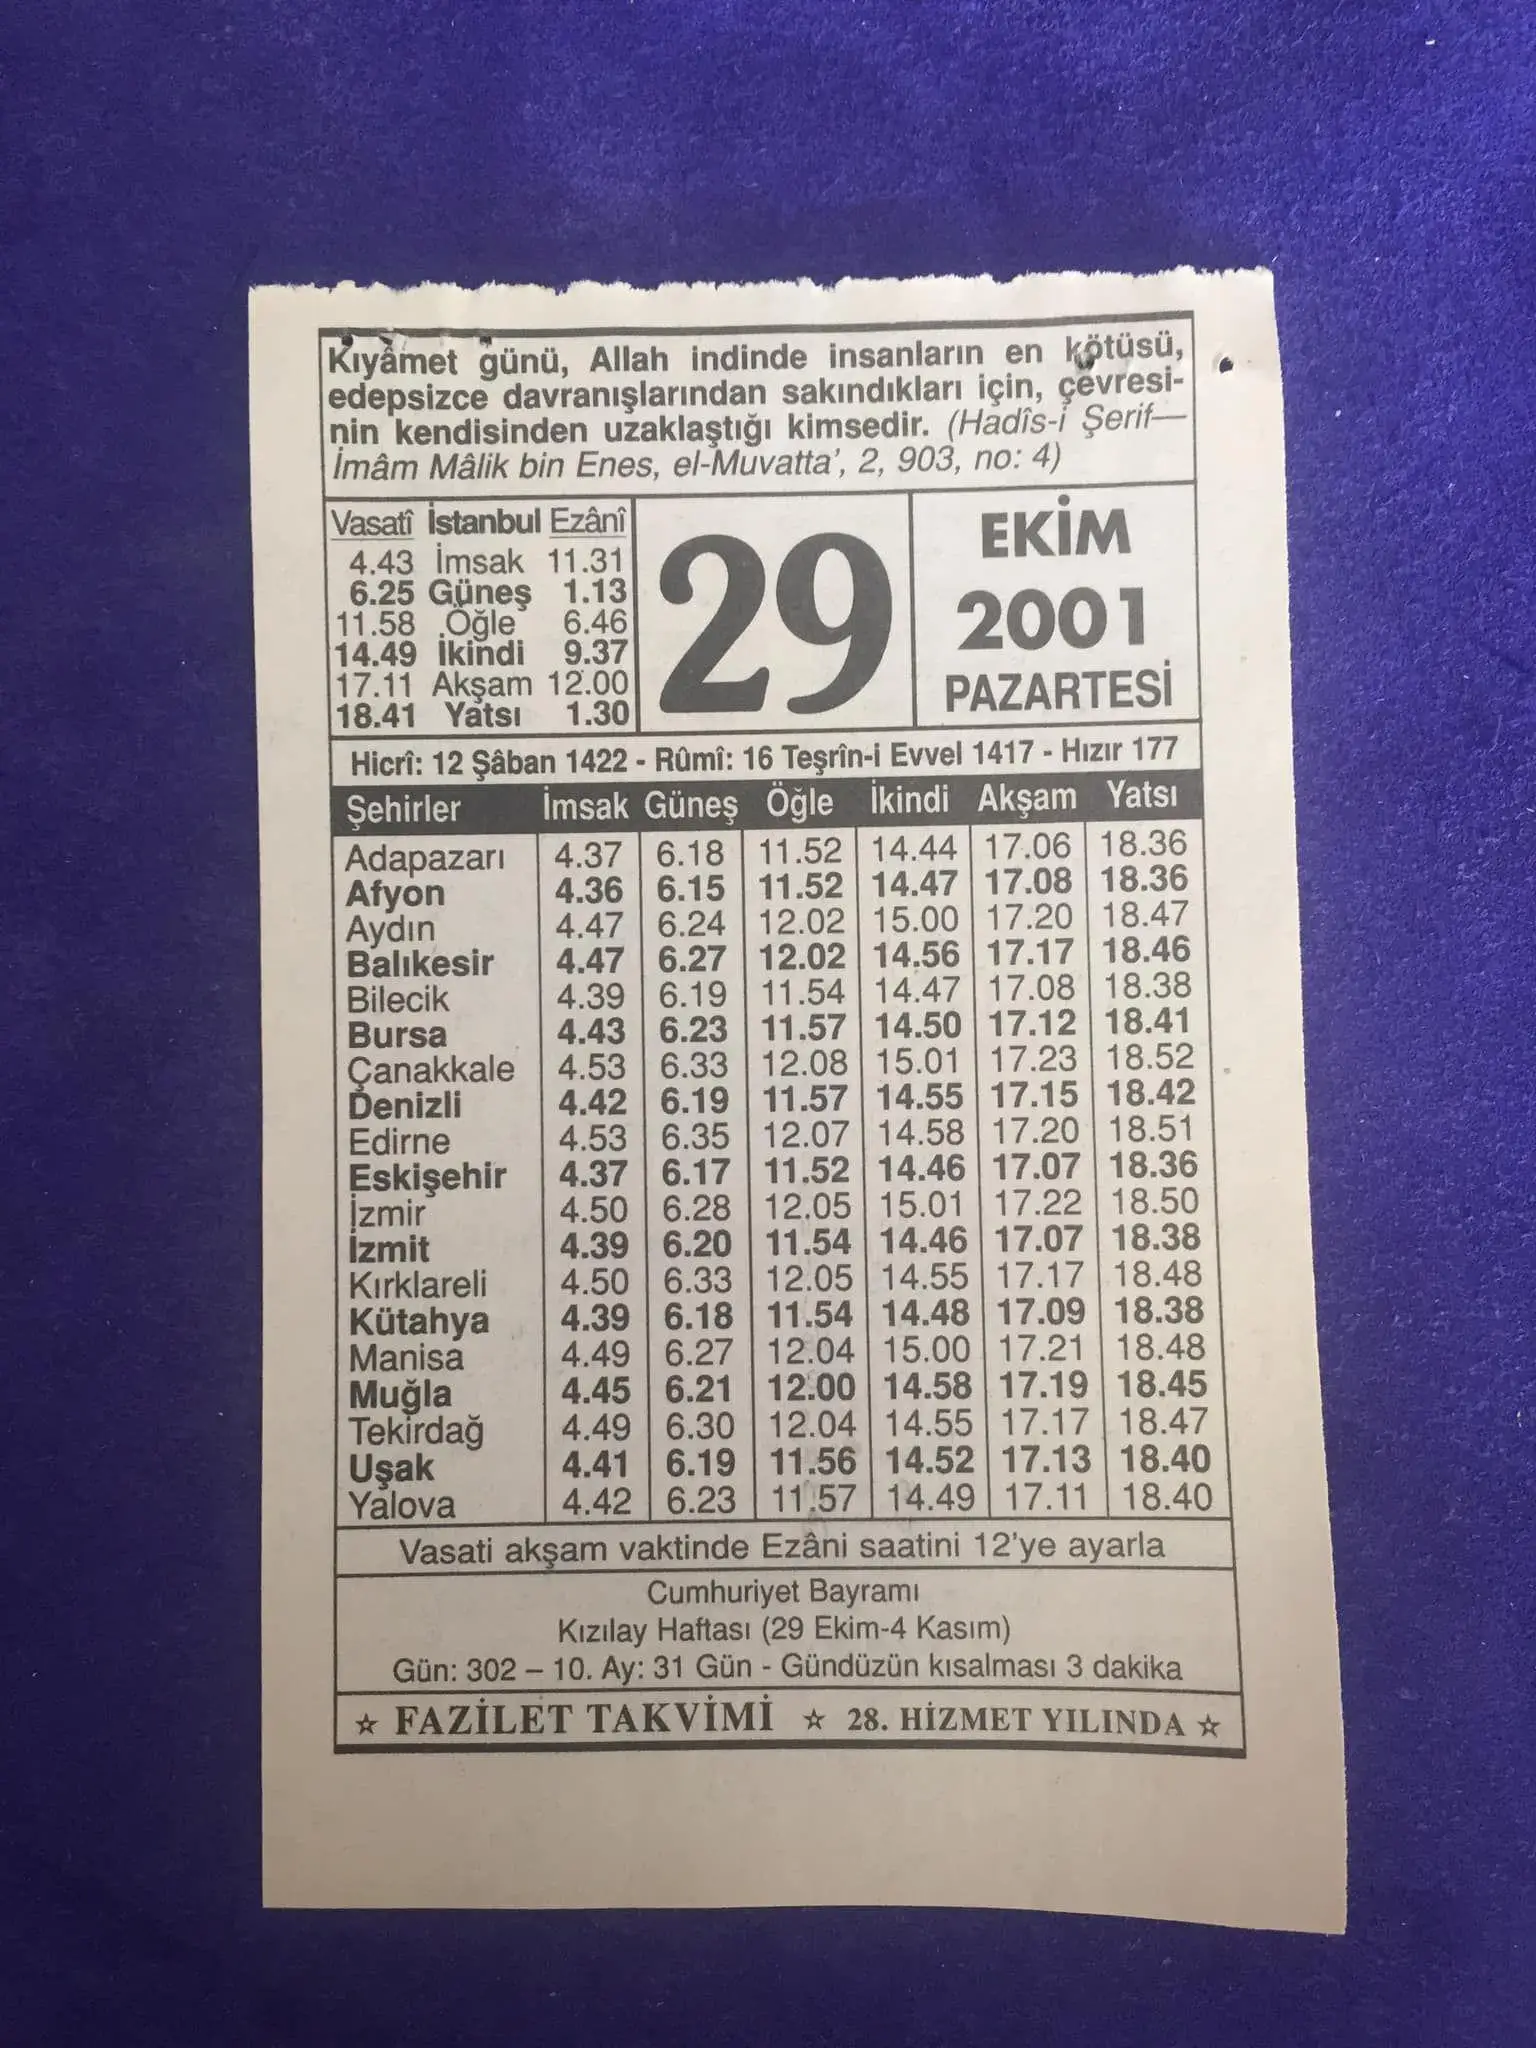 Kıyâmet günü, Allah indinde insanların en kötüsü,
edepsizce davranışlarından sakındıkları için, çevresi-
nin kendisinden uzaklaştığı kimsedir. (Hadîs-i Şerif—
İmâm Mâlik bin Enes, el-Muvatta', 2, 903, no: 4)
Vasatî İstanbul Ezânî
4.43 İmsak 11.31
6.25 Güneş 1.13
11.58 Öğle 6.46
14.49 İkindi 9.37
17.11 Akşam 12.00
18.41 Yatsı 1.30
29
EKİM
2001
PAZARTESİ
Hicrî: 12 Şâban 1422 - Rûmî: 16 Teşrîn-i Evvel 1417 - Hızır 177
Şehirler İmsak Güneş Öğle İkindi Akşam Yatsı
Adapazarı 4.37 6.18 11.52 14.44 17.06 18.36
Afyon 4.36 6.15 11.52 14.47 17.08 18.36
Aydın 4.47 6.24 12.02 15.00 17.20 18.47
Balıkesir 4.47 6.27 12.02 14.56 17.17 18.46
Bilecik 4.39 6.19 11.54 14.47 17.08 18.38
Bursa 4.43 6.23 11.57 14.50 17.12 18.41
Çanakkale 4.53 6.33 12.08 15.01 17.23 18.52
Denizli 4.42 6.19 11.57 14.55 17.15 18.42
Edirne 4.53 6.35 12.07 14.58 17.20 18.51
Eskişehir 4.37 6.17 11.52 14.46 17.07 18.36
İzmir 4.50 6.28 12.05 15.01 17.22 18.50
İzmit 4.39 6.20 11.54 14.46 17.07 18.38
Kırklareli 4.50 6.33 12.05 14.55 17.17 18.48
Kütahya 4.39 6.18 11.54 14.48 17.09 18.38
Manisa 4.49 6.27 12.04 15.00 17.21 18.48
Muğla 4.45 6.21 12.00 14.58 17.19 18.45
Tekirdağ 4.49 6.30 12.04 14.55 17.17 18.47
Uşak 4.41 6.19 11.56 14.52 17.13 18.40
Yalova 4.42 6.23 11.57 14.49 17.11 18.40
Vasati akşam vaktinde Ezâni saatini 12'ye ayarla
Cumhuriyet Bayramı
Kızılay Haftası (29 Ekim-4 Kasım)
Gün: 302 – 10. Ay: 31 Gün - Gündüzün kısalması 3 dakika
☆ FAZİLET TAKVİMİ ☆ 28. HİZMET YILINDA ☆